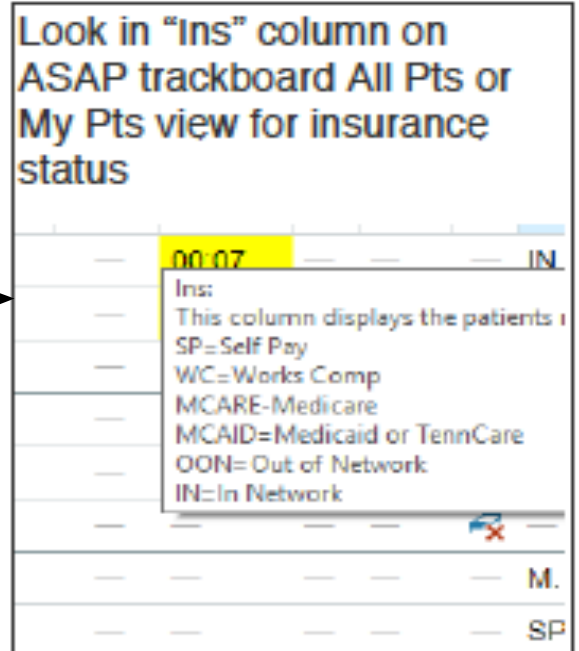 Look in “Ins” column on
ASAP trackboard All Pts or
My Pts view for insurance
status
00:07
IN
Ins:
This column displays the patients
SP=Self Pay
WC=Works Comp
MCARE-Medicare
MCAID=Medicaid or TennCare
OON=Out of Network
IN=In Network
M.
SP